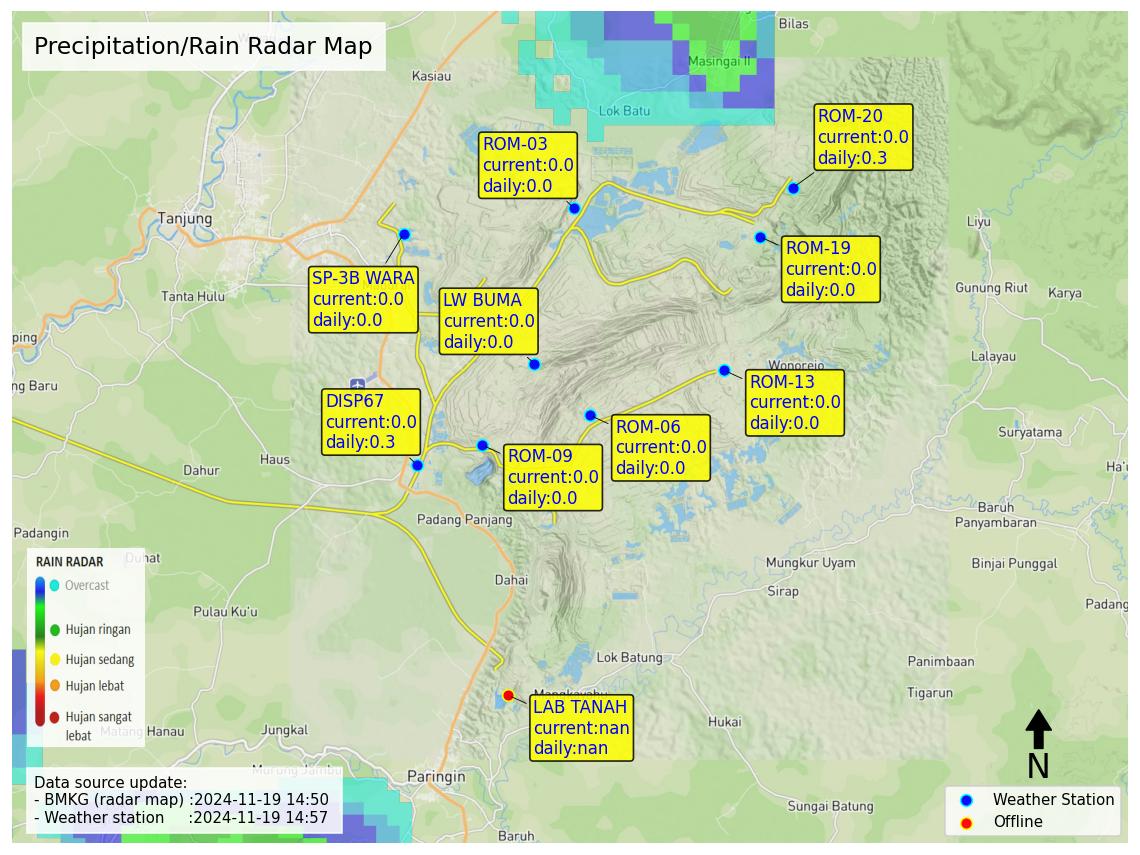 Precipitation/Rain Radar Map
Bilas
Masingai II
Kasiau
Lok Batu
ROM-20
current:0.0
daily:0.3
ROM-03
current:0.0
daily:0.0
Tanjung
Liyu
ROM-19
current:0.0
daily:0.0
SP-3B WARA
current:0.0
daily:0.0
Tanta Hulu
LW BUMA
current:0.0
daily:0.0
Gunung Riut
Karya
ping
Lalayau
Wonorejo
ng Baru
ROM-13
current:0.0
daily:0.0
DISP67
current:0.0
daily:0.3
ROM-06
current:0.0
daily:0.0
Suryatama
Haus
Dahur
ROM-09
current:0.0
daily:0.0
Ha'u
Padang Panjang
Baruh
Panyambaran
Padangin
Duhat
Mungkur Uyam
Binjai Punggal
Dahai
Sirap
Padang
Pulau Ku'u
RAIN RADAR
Overcast
Hujan ringan
Hujan sedang
Hujan lebat
Hujan sangat
lebat
Lok Batung
Panimbaan
Tigarun
Mangkayahu
LAB TANAH
current:nan
daily:nan
Hukai
Matang Hanau
Jungkal
Murung Jambu
Paringin
N
Data source update:
- BMKG (radar map) :2024-11-19 14:50
- Weather station :2024-11-19 14:57
Sungai Batung
Baruh
Weather Station
Offline